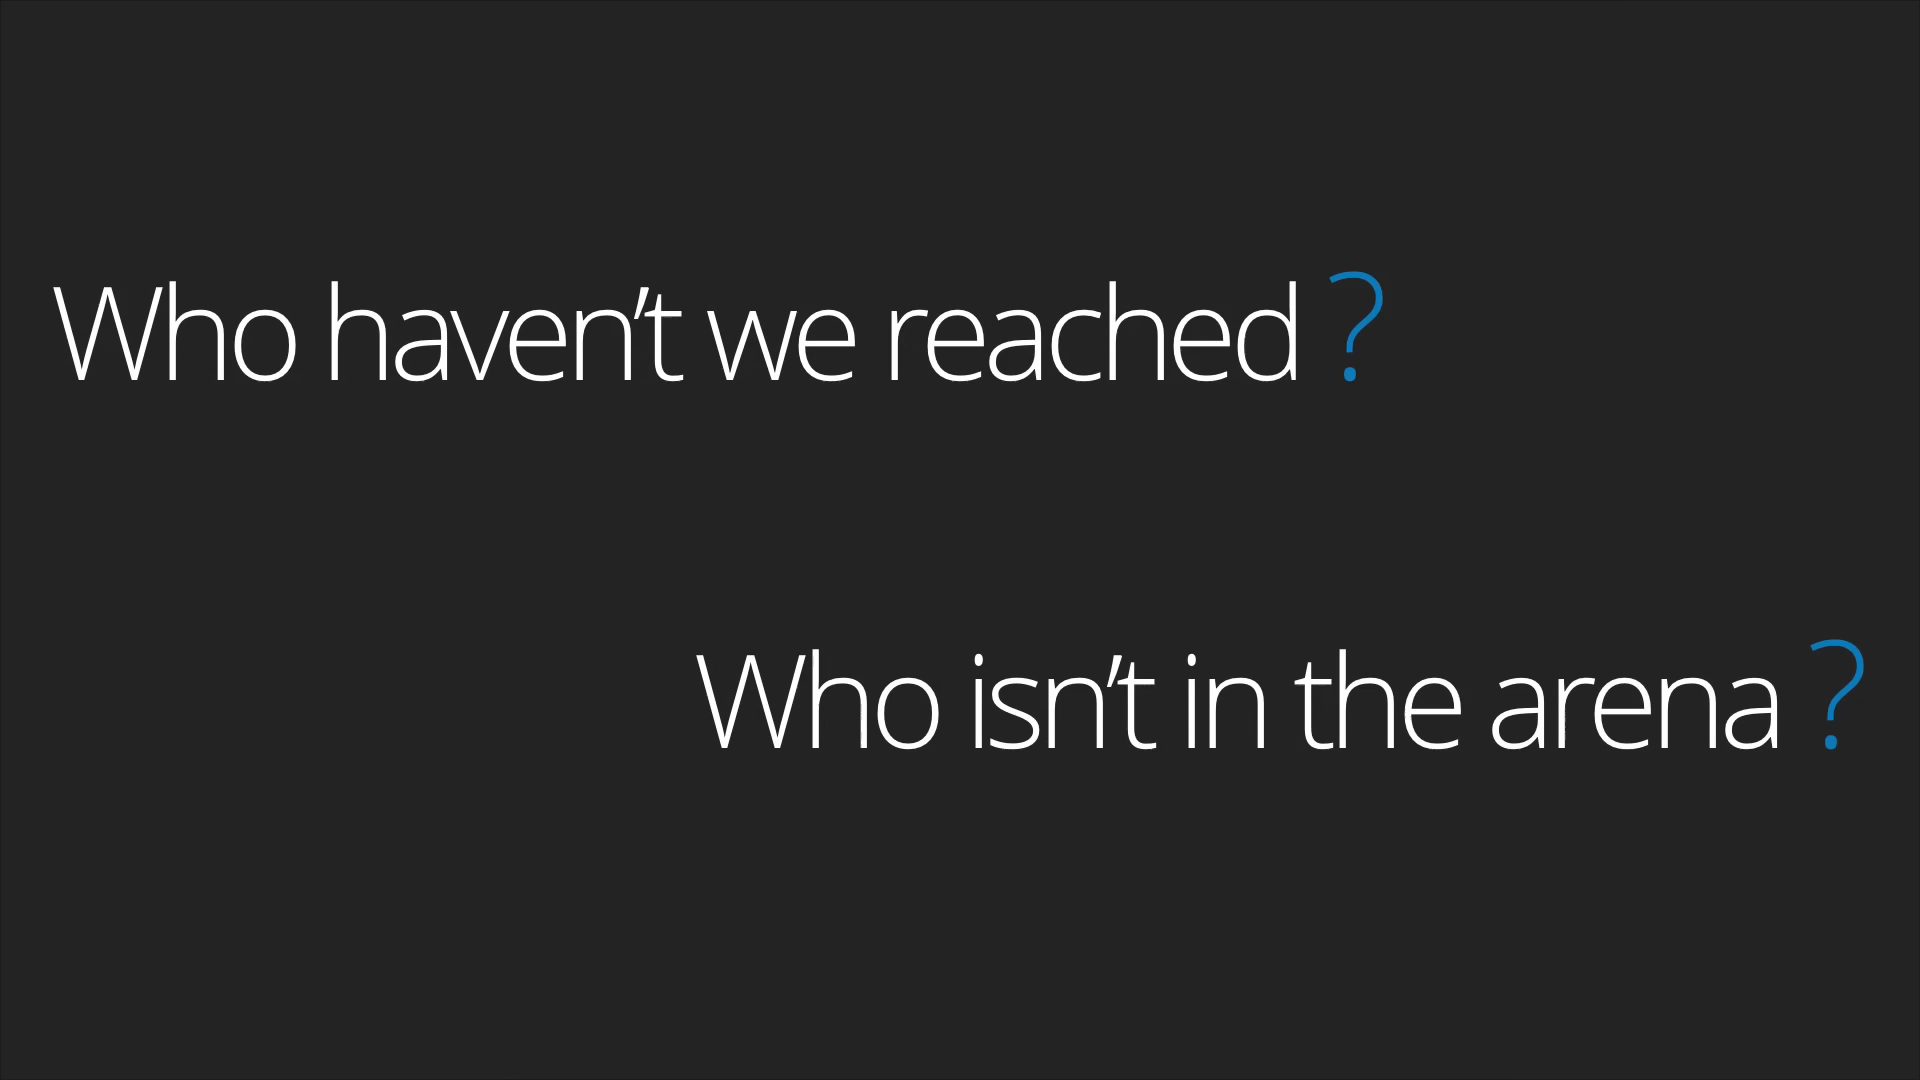 Who haven’t we reached ?
Who isn’t in the arena ?